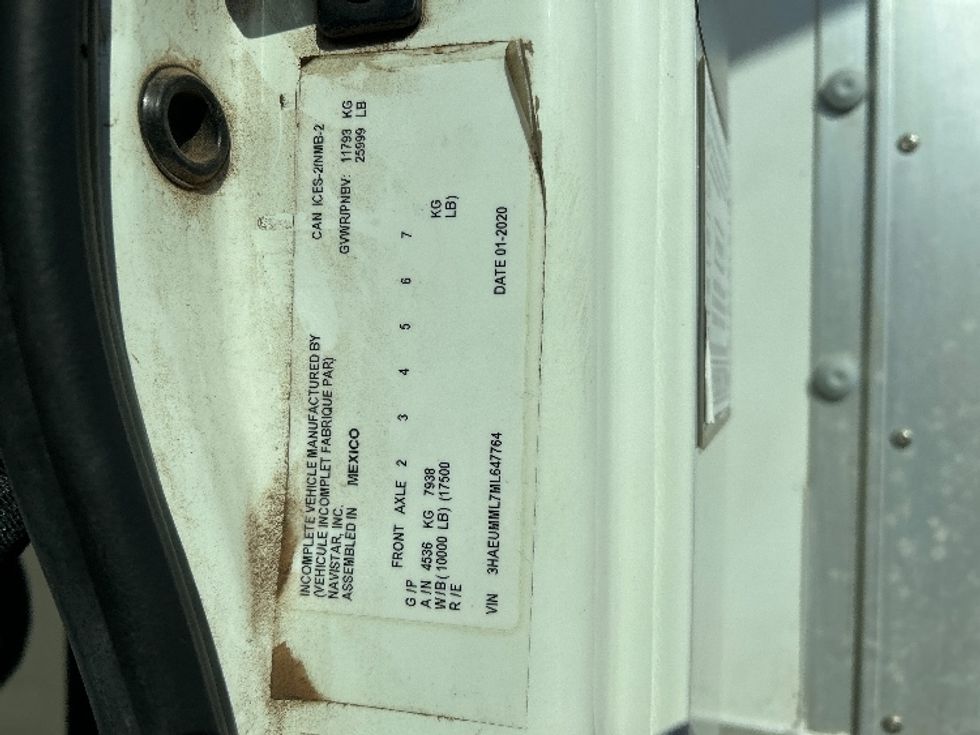 INCOMPLETE VEHICLE MANUFACTURED BY
(VEHICULE INCOMPLET FABRIQUE PAR)
NAVISTAR, INC.
ASSEMBLED IN MEXICO
CAN ICES-2/NMB-2
GVWR/PNBV: 11793 KG
25999 LB
FRONT AXLE 2 3 4 5 6 7
G/P
A/N 4536 KG 7938 KG
W/B (10000 LB) (17500 LB)
R/E
VIN 3HAEUMML7ML647764 DATE 01-2020